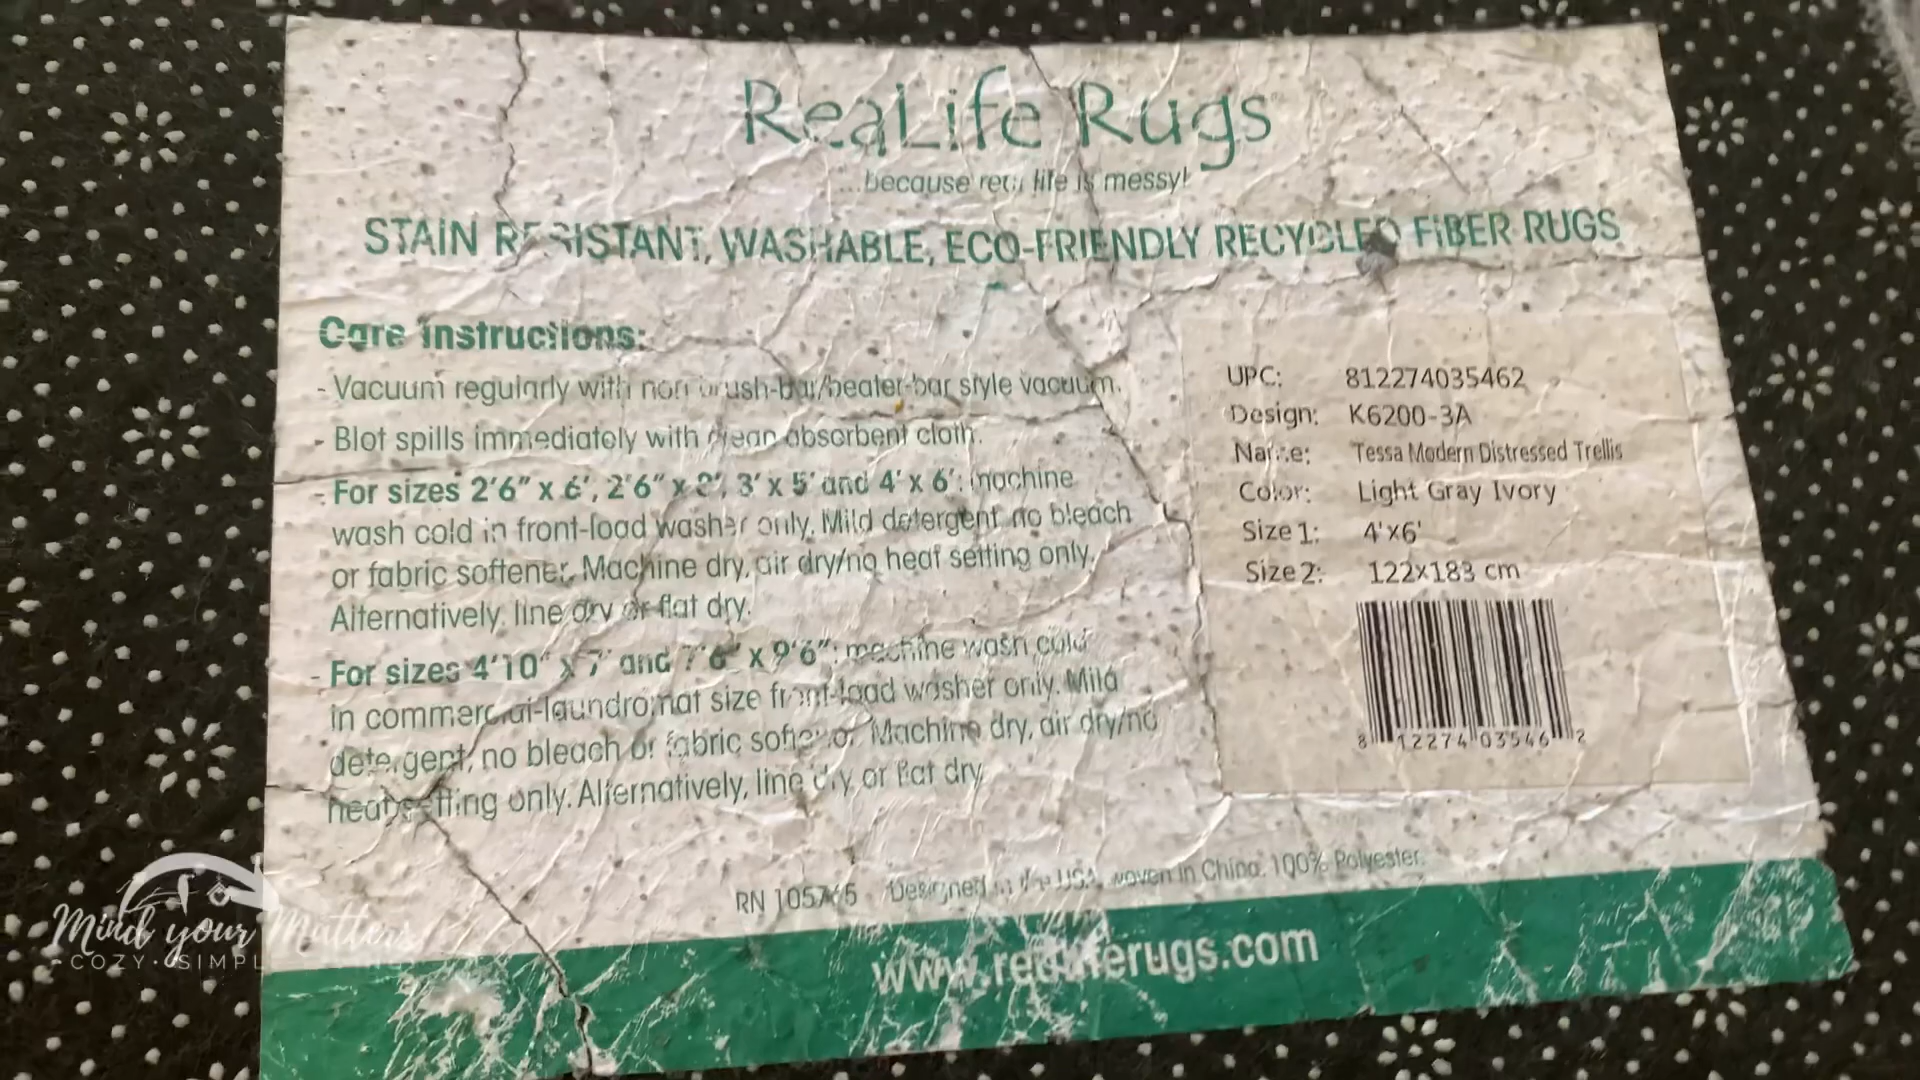 ReaLife Rugs
...because real life is messy!
STAIN RESISTANT, WASHABLE, ECO-FRIENDLY RECYCLED FIBER RUGS
Care Instructions:
- Vacuum regularly with non brush-bar/beater-bar style vacuum.
- Blot spills immediately with clean absorbent cloth.
- For sizes 2'6" x 6', 2'6" x 8', 3' x 5' and 4' x 6': machine
wash cold in front-load washer only. Mild detergent, no bleach
or fabric softener. Machine dry, air dry/no heat setting only.
Alternatively, line dry or flat dry.
- For sizes 4'10" x 7' and 7'6" x 9'6": machine wash cold
in commercial-laundromat size front-load washer only. Mild
detergent, no bleach or fabric softener. Machine dry, air dry/no
heat setting only. Alternatively, line dry or flat dry.
UPC: 812274035462
Design: K6200-3A
Name: Tessa Modern Distressed Trellis
Color: Light Gray Ivory
Size 1: 4'x6'
Size 2: 122x183 cm
8 12274 03546 2
RN Designed in the USA, woven in China. 100% Polyester.
www.realiferugs.com
Mind your Matters
COZY • SIMPL